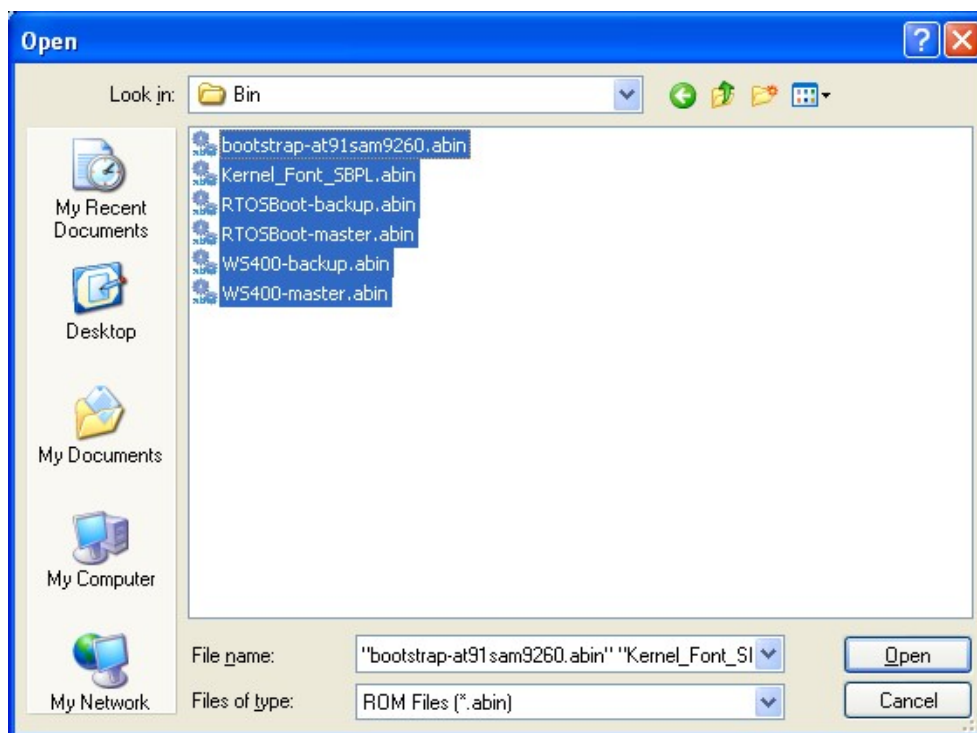 Open
Look in:
Bin
My Recent
Documents
Desktop
My Documents
My Computer
My Network
bootstrap-at91sam9260.abin
Kernel_Font_SBPL.abin
RTOSBoot-backup.abin
RTOSBoot-master.abin
WS400-backup.abin
WS400-master.abin
File name:
"bootstrap-at91sam9260.abin" "Kernel_Font_SI
Open
Files of type:
ROM Files (*.abin)
Cancel